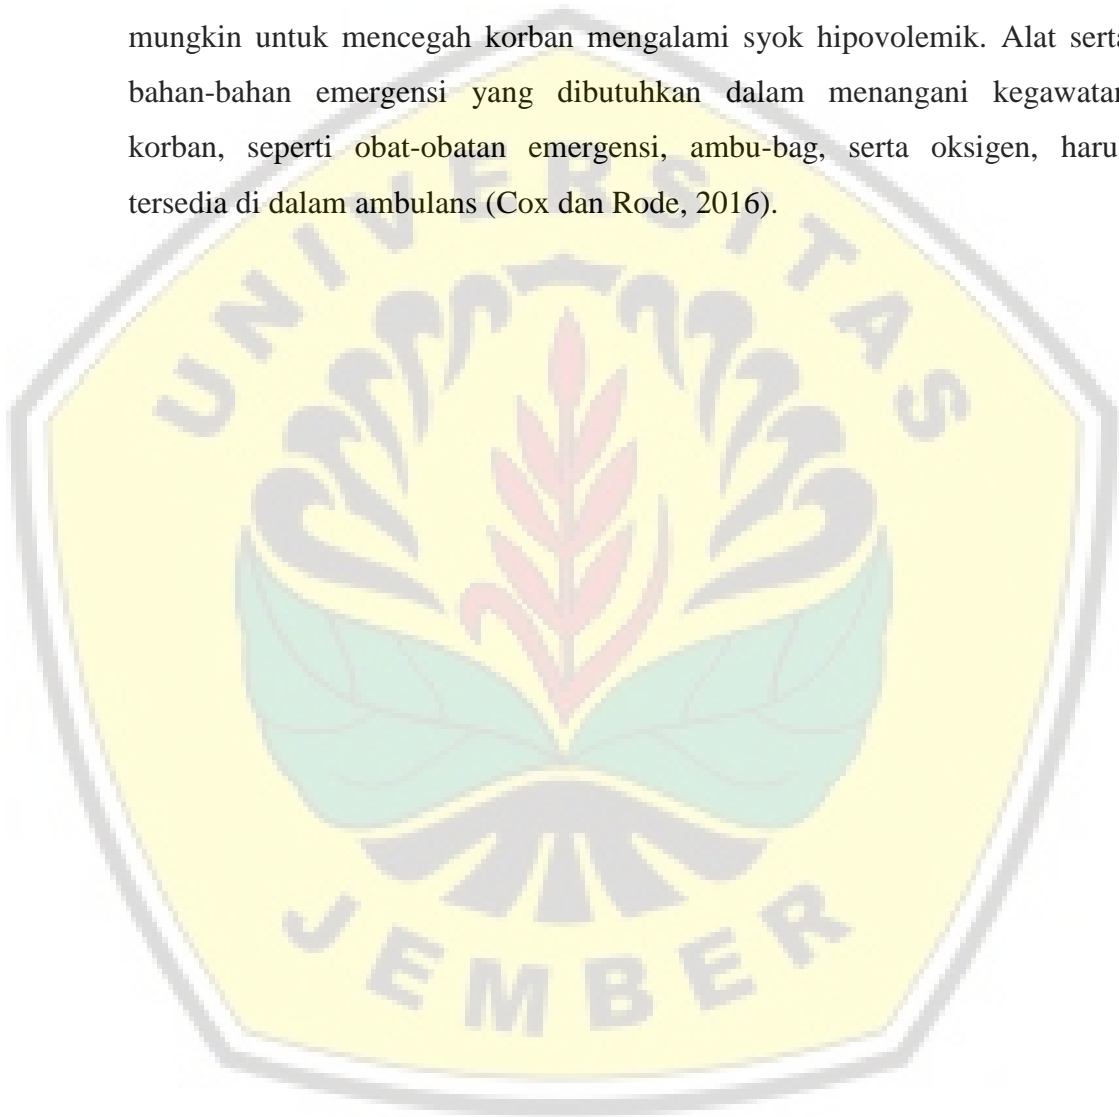 mungkin untuk mencegah korban mengalami syok hipovolemik. Alat serta
bahan-bahan emergensi yang dibutuhkan dalam menangani kegawatan
korban, seperti obat-obatan emergensi, ambu-bag, serta oksigen, haru
tersedia di dalam ambulans (Cox dan Rode, 2016).
UNIVERSITAS
JEMBER